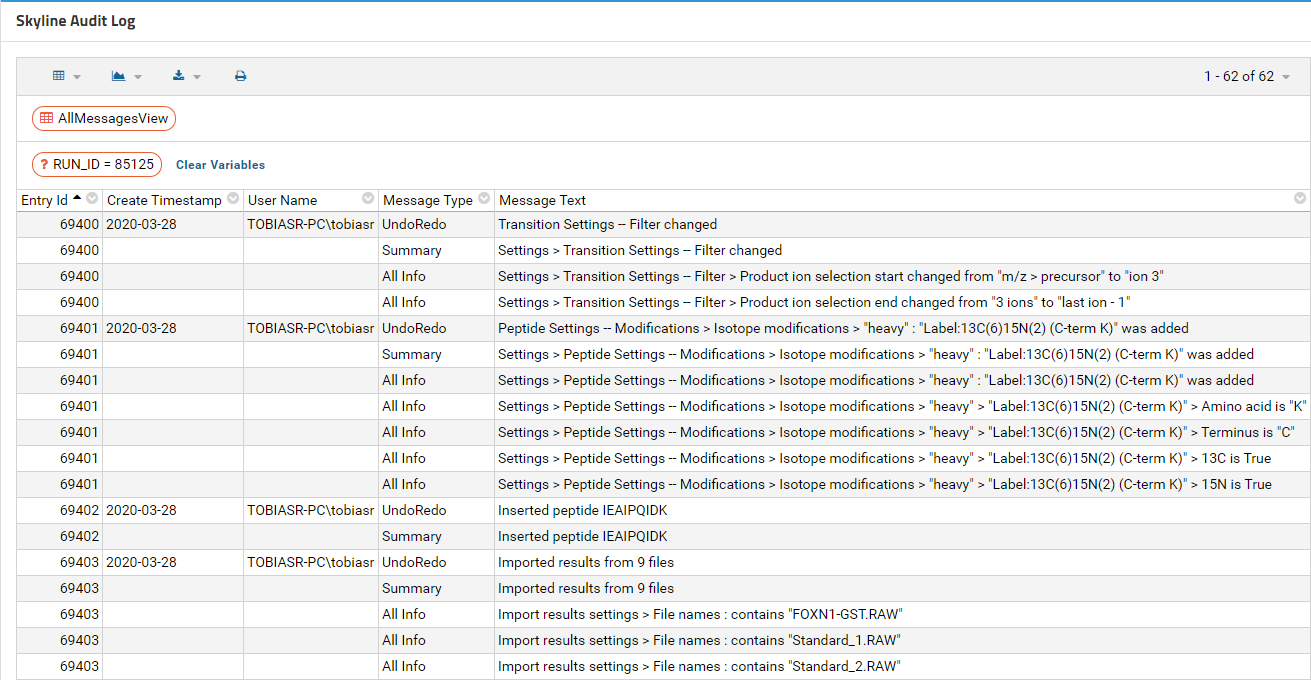 Skyline Audit Log
1 - 62 of 62
AllMessagesView
? RUN_ID = 85125 Clear Variables
Entry Id Create Timestamp User Name Message Type Message Text
69400 2020-03-28 TOBIASR-PC\tobiasr UndoRedo Transition Settings -- Filter changed
69400 Summary Settings > Transition Settings -- Filter changed
69400 All Info Settings > Transition Settings -- Filter > Product ion selection start changed from "m/z > precursor" to "ion 3"
69400 All Info Settings > Transition Settings -- Filter > Product ion selection end changed from "3 ions" to "last ion - 1"
69401 2020-03-28 TOBIASR-PC\tobiasr UndoRedo Peptide Settings -- Modifications > Isotope modifications > "heavy" : "Label:13C(6)15N(2) (C-term K)" was added
69401 Summary Settings > Peptide Settings -- Modifications > Isotope modifications > "heavy" : "Label:13C(6)15N(2) (C-term K)" was added
69401 All Info Settings > Peptide Settings -- Modifications > Isotope modifications > "heavy" : "Label:13C(6)15N(2) (C-term K)" was added
69401 All Info Settings > Peptide Settings -- Modifications > Isotope modifications > "heavy" > "Label:13C(6)15N(2) (C-term K)" > Amino acid is "K"
69401 All Info Settings > Peptide Settings -- Modifications > Isotope modifications > "heavy" > "Label:13C(6)15N(2) (C-term K)" > Terminus is "C"
69401 All Info Settings > Peptide Settings -- Modifications > Isotope modifications > "heavy" > "Label:13C(6)15N(2) (C-term K)" > 13C is True
69401 All Info Settings > Peptide Settings -- Modifications > Isotope modifications > "heavy" > "Label:13C(6)15N(2) (C-term K)" > 15N is True
69402 2020-03-28 TOBIASR-PC\tobiasr UndoRedo Inserted peptide IEAIPQIDK
69402 Summary Inserted peptide IEAIPQIDK
69403 2020-03-28 TOBIASR-PC\tobiasr UndoRedo Imported results from 9 files
69403 Summary Imported results from 9 files
69403 All Info Import results settings > File names : contains "FOXN1-GST.RAW"
69403 All Info Import results settings > File names : contains "Standard_1.RAW"
69403 All Info Import results settings > File names : contains "Standard_2.RAW"